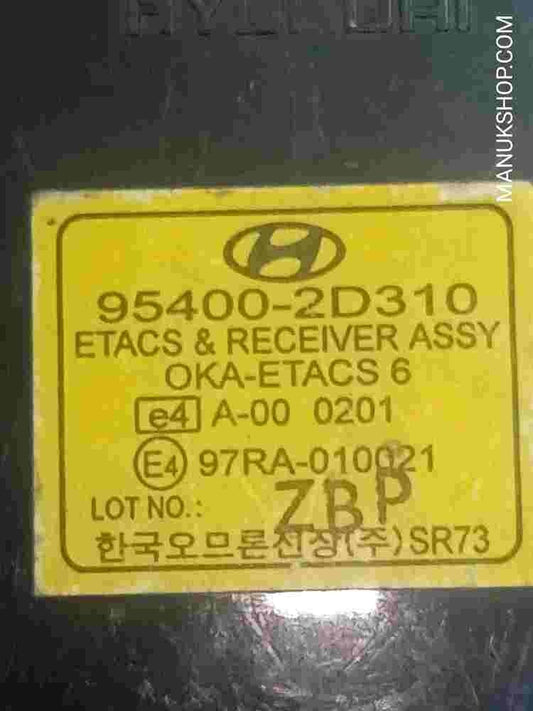 HYUNDAI
MANUKSHOP.COM
95400-2D310
ETACS & RECEIVER ASSY
OKA-ETACS 6
e4 A-00 0201
E4 97RA-010021
LOT NO.: ZBP
한국오므론전장(주) SR73